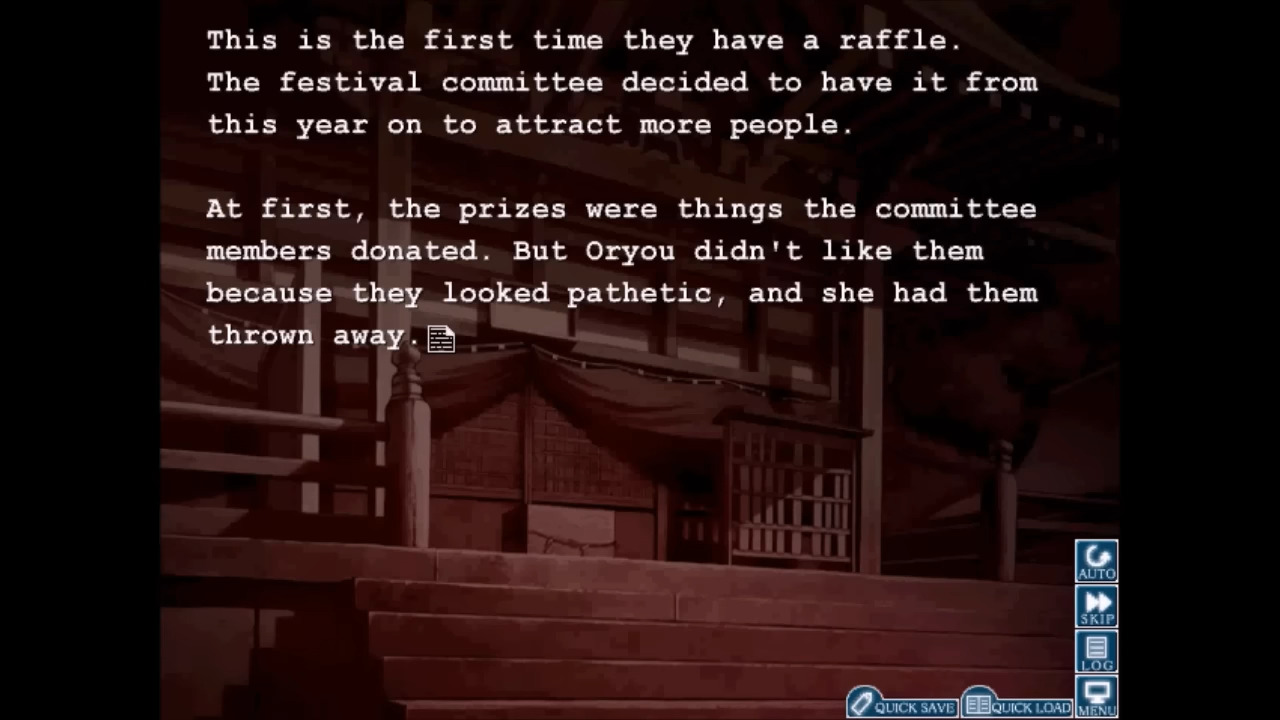 This is the first time they have a raffle.
The festival committee decided to have it from
this year on to attract more people.
At first, the prizes were things the committee
members donated. But Oryou didn't like them
because they looked pathetic, and she had them
thrown away.
AUTO
SKIP
LOG
MENU
QUICK SAVE
QUICK LOAD